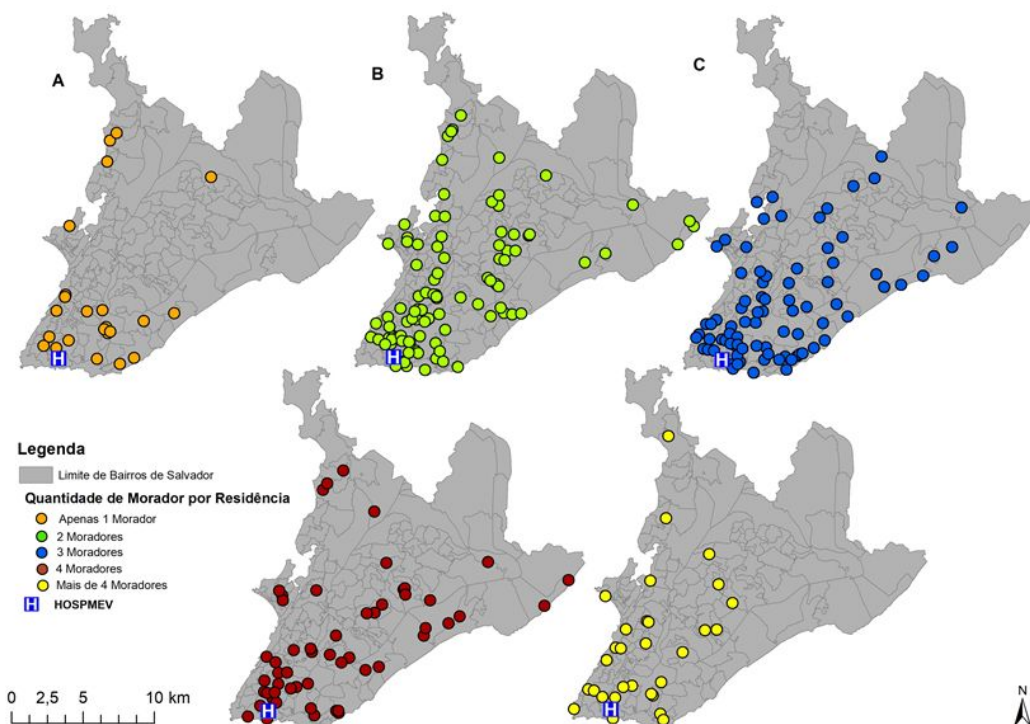 A
B
C
H
H
H
Legenda
Limite de Bairros de Salvador
Quantidade de Morador por Residência
Apenas 1 Morador
2 Moradores
3 Moradores
4 Moradores
Mais de 4 Moradores
H HOSPMEV
H
H
0 2,5 5 10 km
N